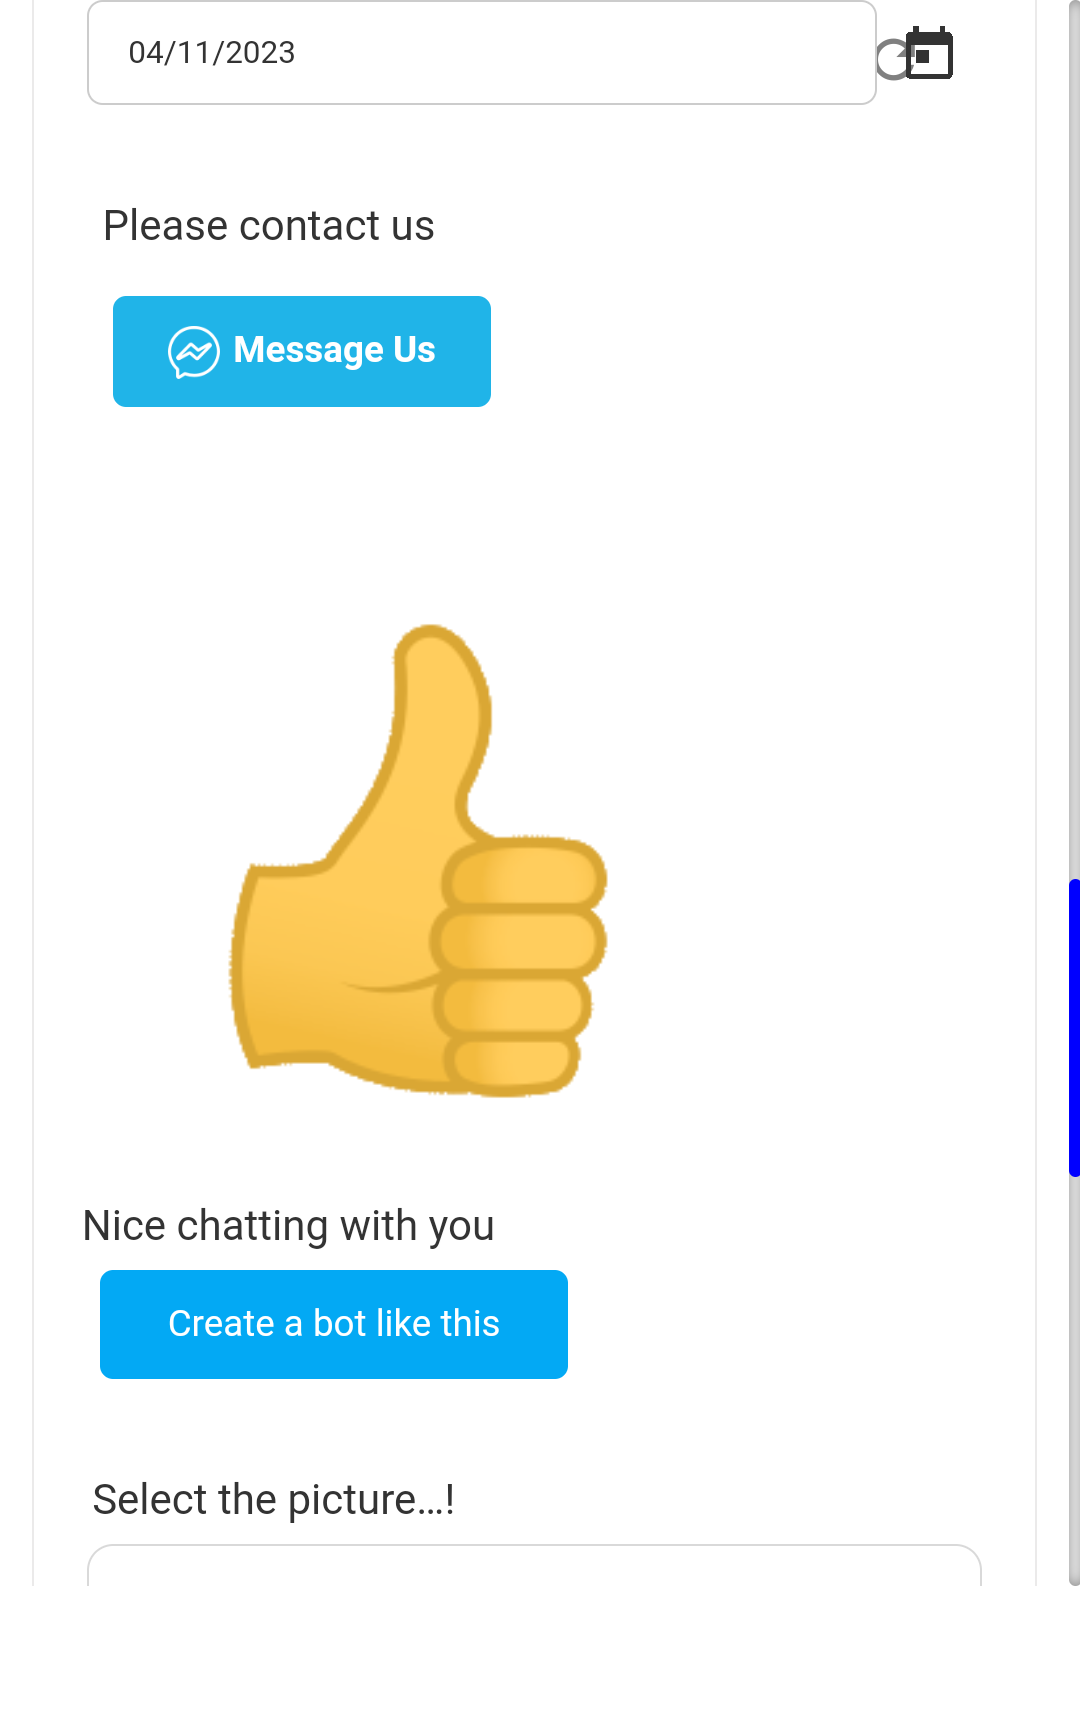 04/11/2023
Please contact us
Message Us
Nice chatting with you
Create a bot like this
Select the picture...!